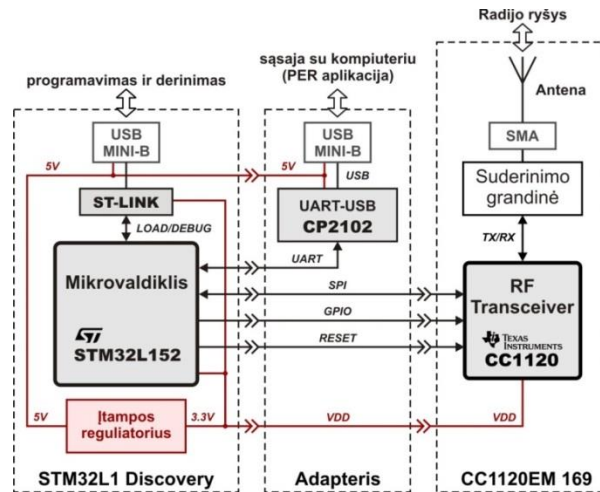 Radijo ryšys
programavimas ir derinimas
sąsaja su kompiuteriu
(PER aplikacija)
Antena
USB
MINI-B
5V
USB
MINI-B
5V
USB
SMA
ST-LINK
LOAD/DEBUG
UART-USB
CP2102
Suderinimo
grandinė
TX/RX
UART
Mikrovaldiklis
STM32L152
SPI
GPIO
RESET
RF
Transceiver
TEXAS
INSTRUMENTS
CC1120
5V
Įtampos
reguliatorius
3.3V
VDD
VDD
STM32L1 Discovery
Adapteris
CC1120EM 169